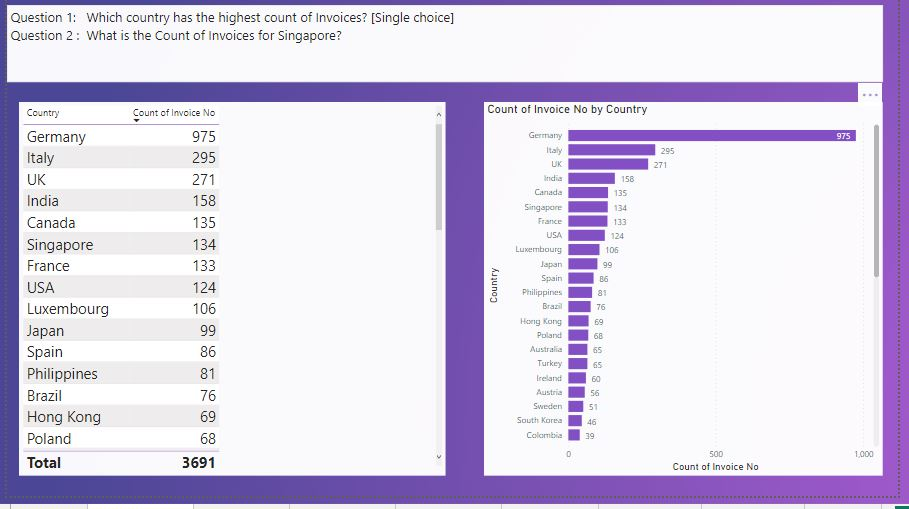 Question 1: Which country has the highest count of Invoices? [Single choice]
Question 2 : What is the Count of Invoices for Singapore?
Country Count of Invoice No
Germany 975
Italy 295
UK 271
India 158
Canada 135
Singapore 134
France 133
USA 124
Luxembourg 106
Japan 99
Spain 86
Philippines 81
Brazil 76
Hong Kong 69
Poland 68
Total 3691
Count of Invoice No by Country
Country
Germany 975
Italy 295
UK 271
India 158
Canada 135
Singapore 134
France 133
USA 124
Luxembourg 106
Japan 99
Spain 86
Philippines 81
Brazil 76
Hong Kong 69
Poland 68
Australia 65
Turkey 65
Ireland 60
Austria 56
Sweden 51
South Korea 46
Colombia 39
0 500 1,000
Count of Invoice No